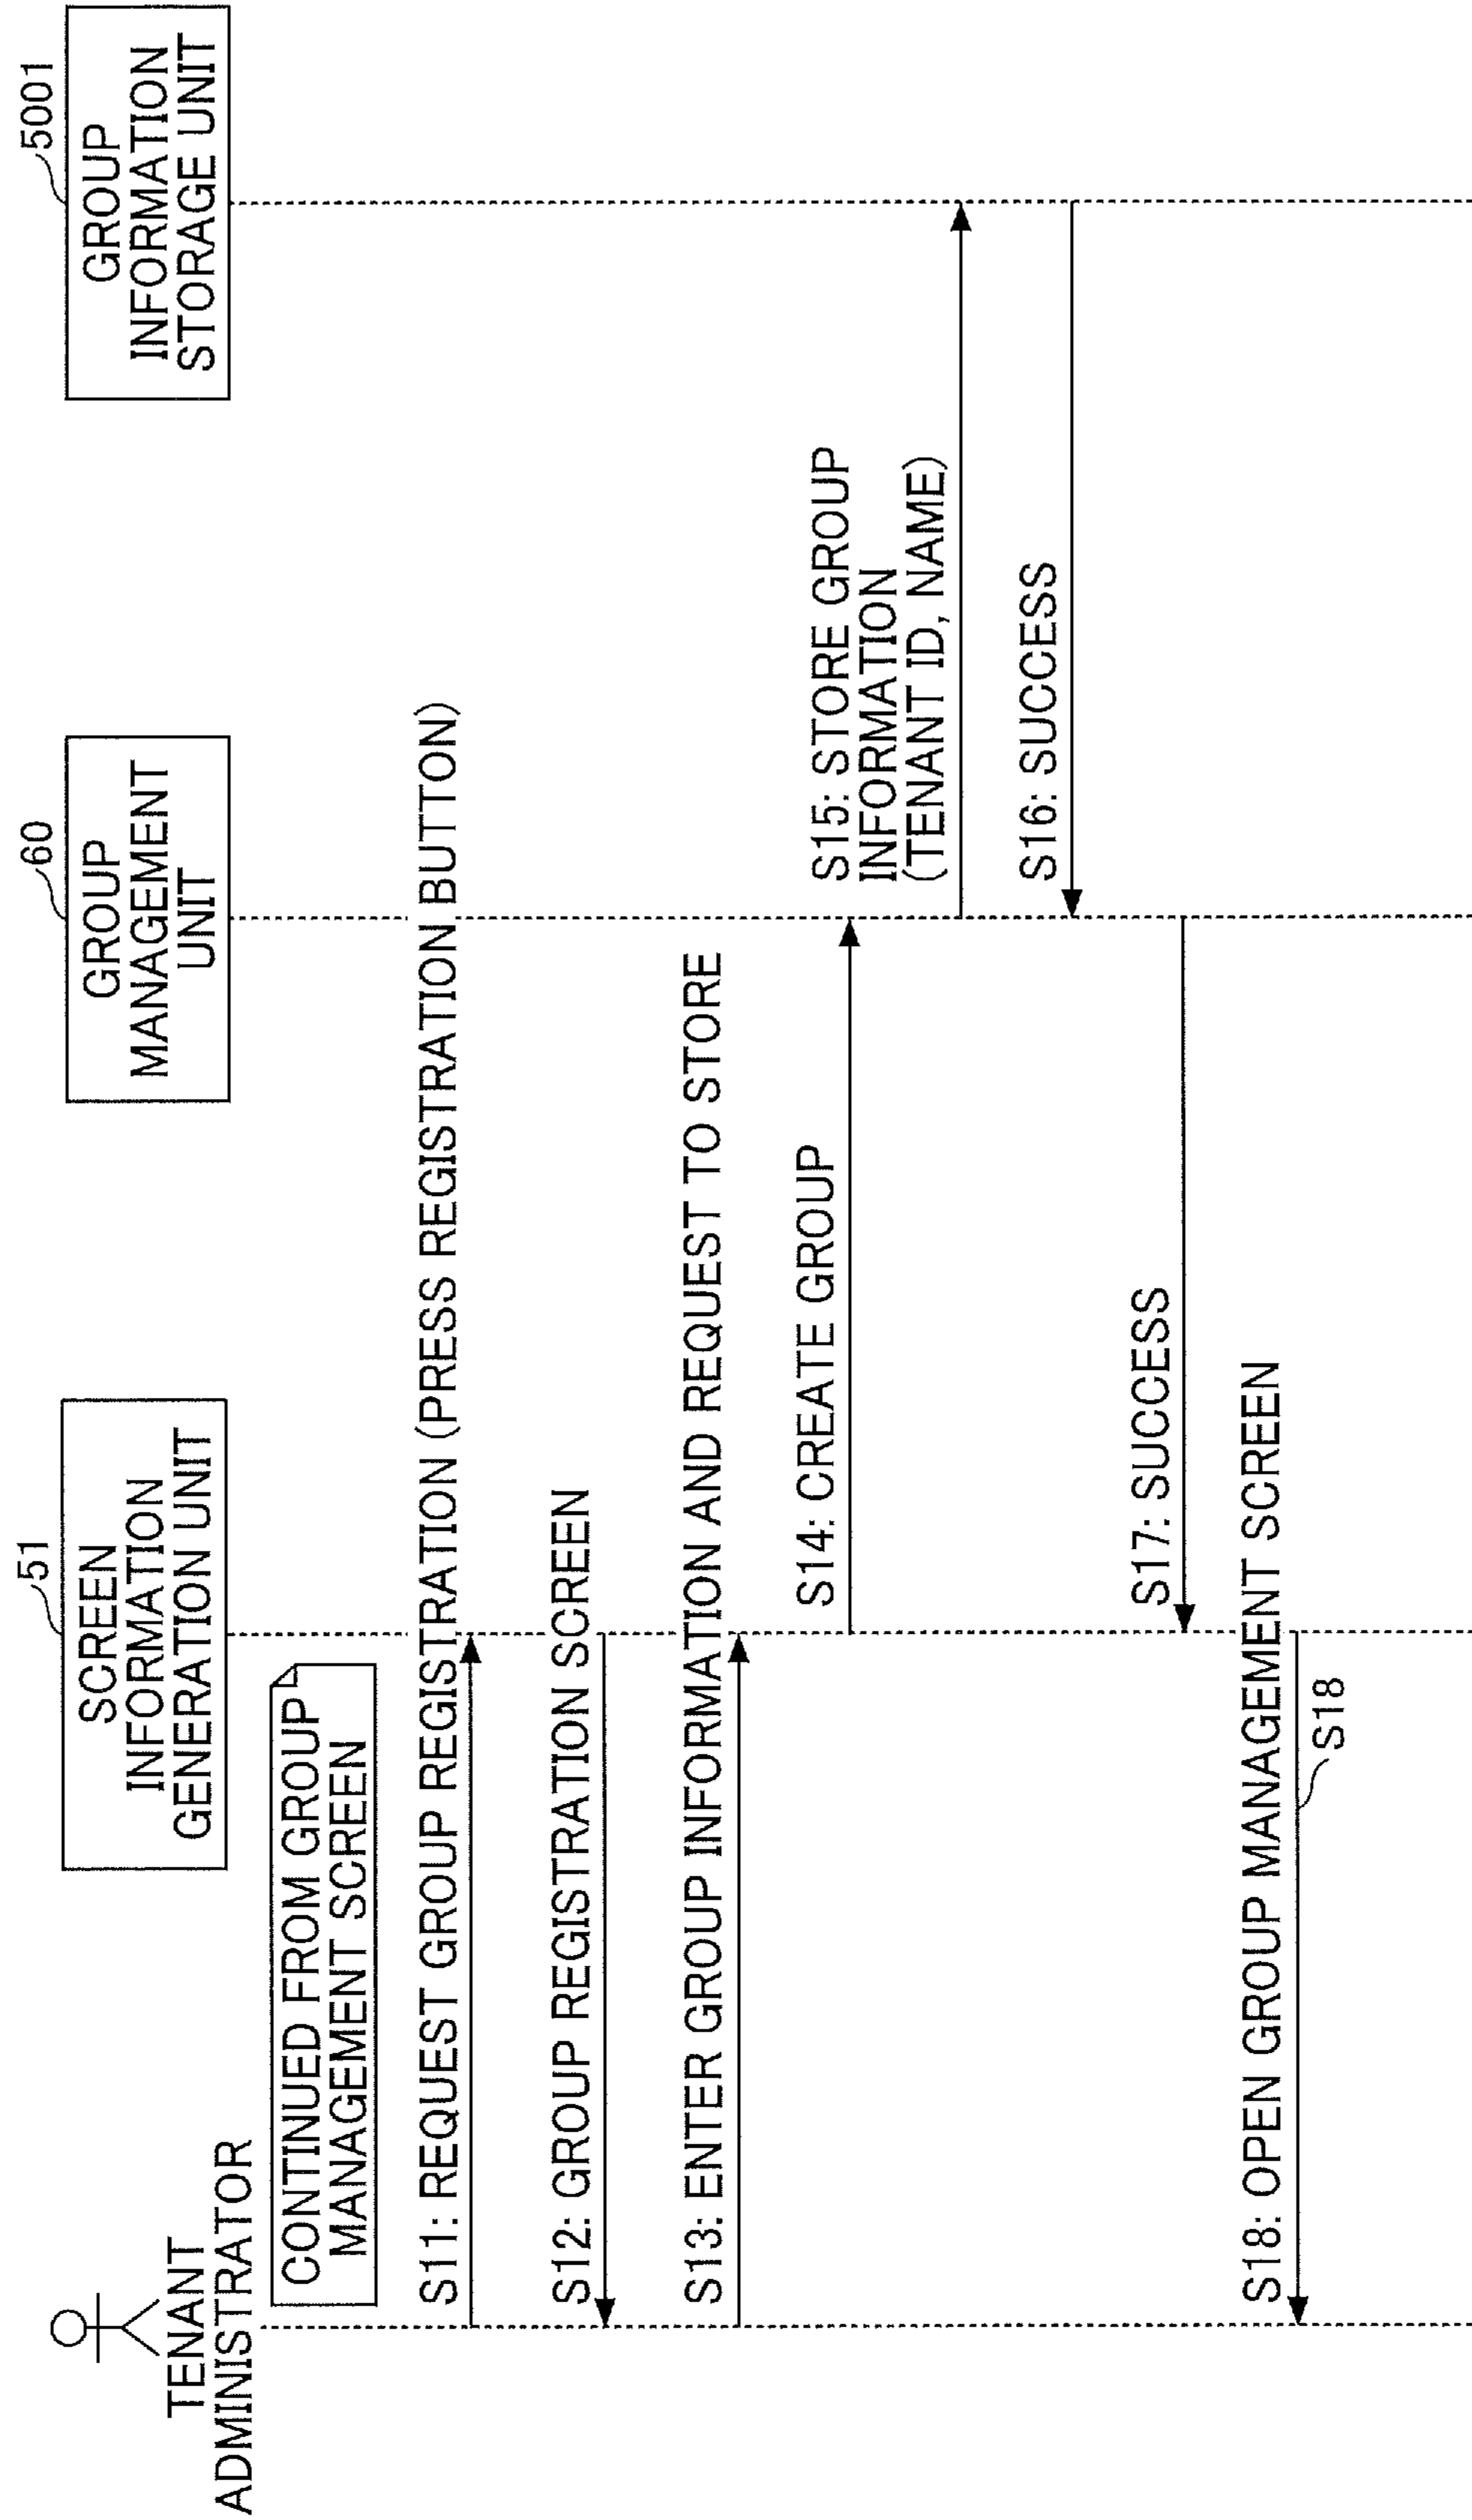 TENANT
ADMINISTRATOR
51
SCREEN
INFORMATION
GENERATION UNIT
60
GROUP
MANAGEMENT
UNIT
5001
GROUP
INFORMATION
STORAGE UNIT
CONTINUED FROM GROUP
MANAGEMENT SCREEN
S11: REQUEST GROUP REGISTRATION (PRESS REGISTRATION BUTTON)
S12: GROUP REGISTRATION SCREEN
S13: ENTER GROUP INFORMATION AND REQUEST TO STORE
S14: CREATE GROUP
S15: STORE GROUP
INFORMATION
(TENANT ID, NAME)
S16: SUCCESS
S17: SUCCESS
S18: OPEN GROUP MANAGEMENT SCREEN
S18